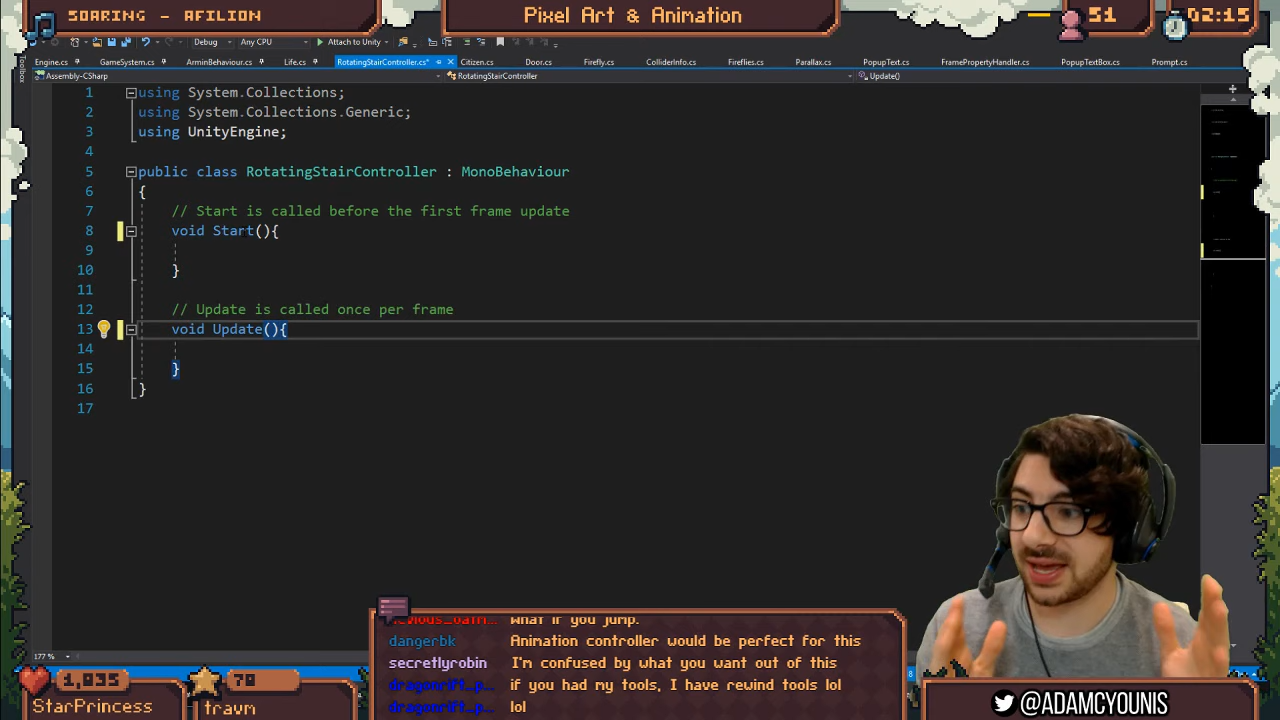 SOARING - AFILION
Pixel Art & Animation
51
02:15
Debug Any CPU Attach to Unity
Engine.cs GameSystem.cs ArminBehaviour.cs Life.cs RotatingStairController.cs* Citizen.cs Door.cs Firefly.cs ColliderInfo.cs Fireflies.cs Parallax.cs PopupText.cs FramePropertyHandler.cs PopupTextBox.cs Prompt.cs
Toolbox
Assembly-CSharp RotatingStairController Update()
1 using System.Collections;
2 using System.Collections.Generic;
3 using UnityEngine;
4
5 public class RotatingStairController : MonoBehaviour
6 {
7 // Start is called before the first frame update
8 void Start(){
9
10 }
11
12 // Update is called once per frame
13 void Update(){
14
15 }
16 }
17
177 %
What if you jump.
dangerbk Animation controller would be perfect for this
secretlyrobin I'm confused by what you want out of this
dragonrift_p... if you had my tools, I have rewind tools lol
dragonrift_p... lol
1,035
StarPrincess
70
travm
@ADAMCYOUNIS